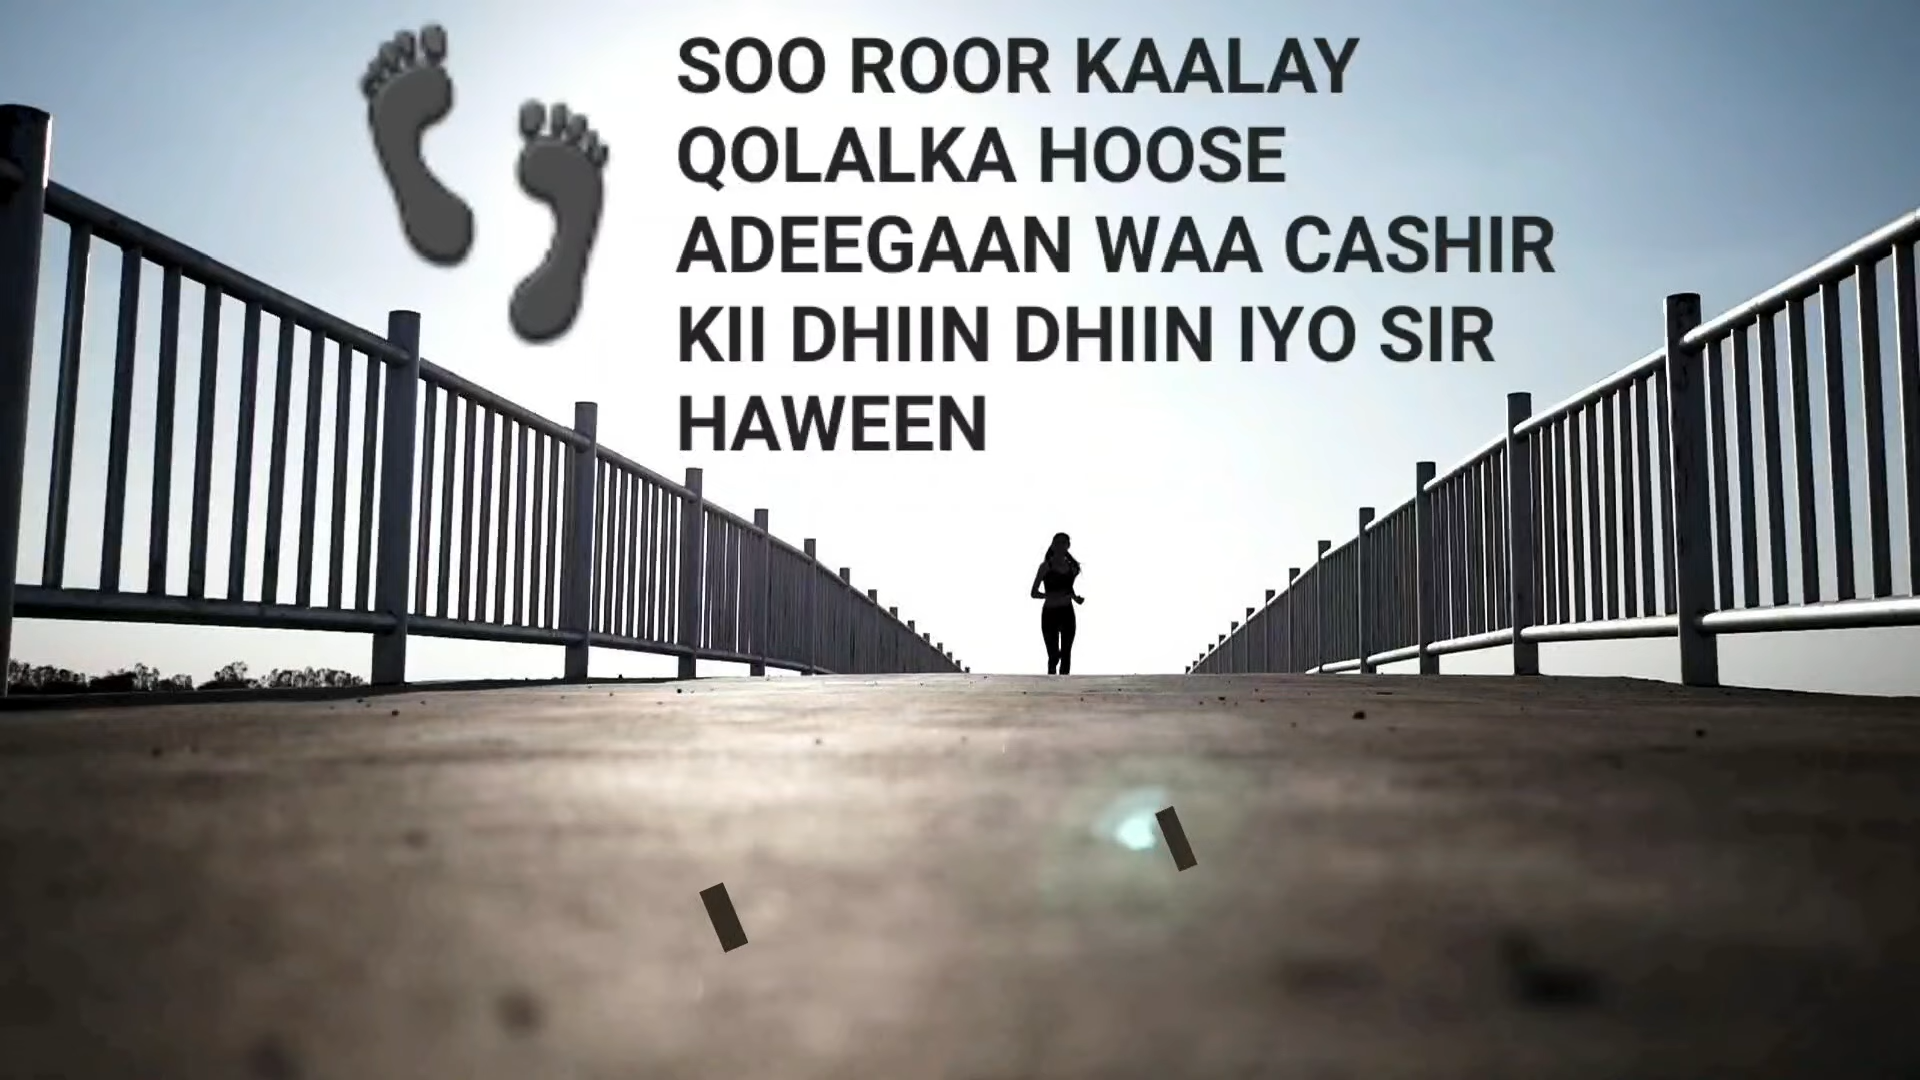 SOO ROOR KAALAY
QOLALKA HOOSE
ADEEGAAN WAA CASHIR
KII DHIIN DHIIN IYO SIR
HAWEEN